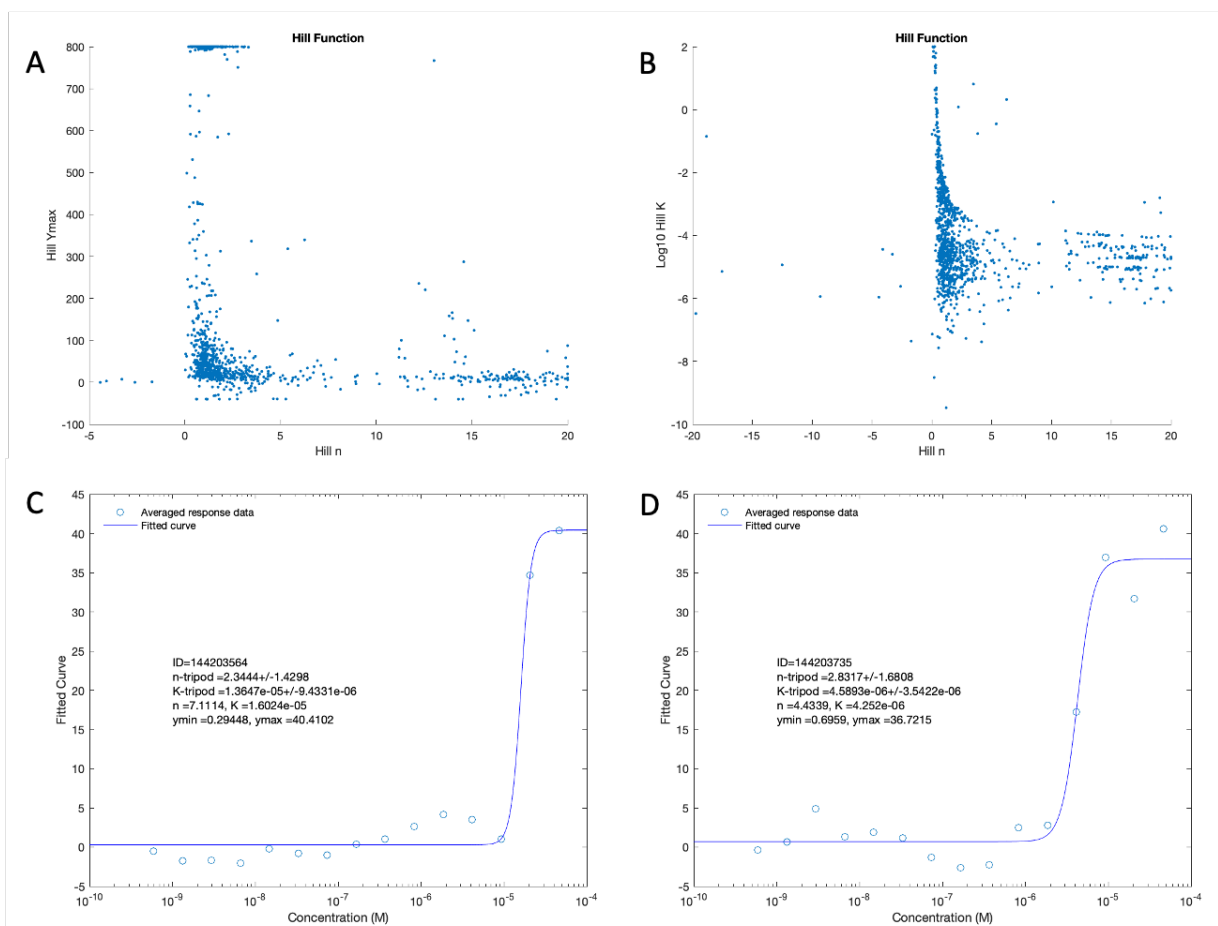 A
Hill Function
800
700
600
500
400
300
200
100
0
-100
-5
0
5
10
15
20
Hill Ymax
Hill n
B
Hill Function
2
0
-2
-4
-6
-8
-10
-20
-15
-10
-5
0
5
10
15
20
Log10 Hill K
Hill n
C
45
40
35
30
25
20
15
10
5
0
-5
Averaged response data
Fitted curve
ID=144203564
n-tripod =2.3444+/-1.4298
K-tripod =1.3647e-05+/-9.4331e-06
n =7.1114, K =1.6024e-05
ymin =0.29448, ymax =40.4102
10-10
10-9
10-8
10-7
10-6
10-5
10-4
Fitted Curve
Concentration (M)
D
45
40
35
30
25
20
15
10
5
0
-5
Averaged response data
Fitted curve
ID=144203735
n-tripod =2.8317+/-1.6808
K-tripod =4.5893e-06+/-3.5422e-06
n =4.4339, K =4.252e-06
ymin =0.6959, ymax =36.7215
10-10
10-9
10-8
10-7
10-6
10-5
10-4
Fitted Curve
Concentration (M)